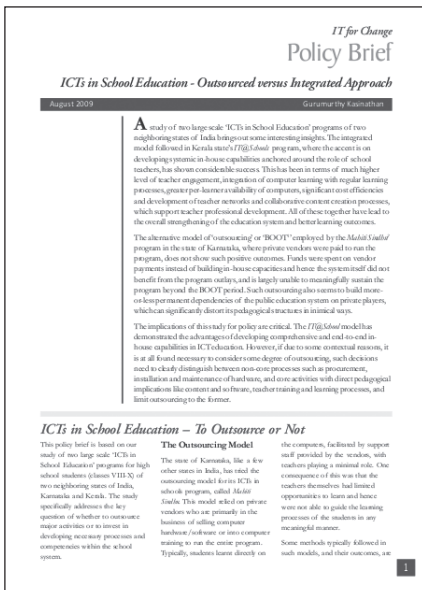 IT for Change
Policy Brief
ICTs in School Education - Outsourced versus Integrated Approach
August 2009 Gurumurthy Kasinathan
A study of two large scale 'ICTs in School Education' programs of two
neighboring states of India brings out some interesting insights. The integrated
model followed in Kerala state's IT@Schools program, where the accent is on
developing systemic in-house capabilities anchored around the role of school
teachers, has shown considerable success. This has been in terms of much higher
level of teacher engagement, integration of computer learning with regular learning
processes, greater per-learner availability of computers, significant cost efficiencies
and development of teacher networks and collaborative content creation processes,
which support teacher professional development. All of these together have lead to
the overall strengthening of the education system and better learning outcomes.
The alternative model of 'outsourcing' or 'BOOT' employed by the Mahiti Sindhu
program in the state of Karnataka, where private vendors were paid to run the
program, does not show such positive outcomes. Funds were spent on vendor
payments instead of building in-house capacities and hence the system itself did not
benefit from the program outlays, and is largely unable to meaningfully sustain the
program beyond the BOOT period. Such outsourcing also seems to build more-
or-less permanent dependencies of the public education system on private players,
which can significantly distort its pedagogical structures in inimical ways.
The implications of this study for policy are critical. The IT@School model has
demonstrated the advantages of developing comprehensive and end-to-end in-
house capabilities in ICT education. However, if due to some contextual reasons, it
is at all found necessary to consider some degree of outsourcing, such decisions
need to clearly distinguish between non-core processes such as procurement,
installation and maintenance of hardware, and core activities with direct pedagogical
implications like content and software, teacher training and learning processes, and
limit outsourcing to the former.
ICTs in School Education – To Outsource or Not
This policy brief is based on our
study of two large scale 'ICTs in
School Education' programs for high
school students (classes VIII-X) of
two neighboring states of India,
Karnataka and Kerala. The study
specifically addresses the key
question of whether to outsource
major activities or to invest in
developing necessary processes and
competencies within the school
system.
The Outsourcing Model
The state of Karnataka, like a few
other states in India, has tried the
outsourcing model for its ICTs in
schools program, called Mahiti
Sindhu. This model relied on private
vendors who are primarily in the
business of selling computer
hardware/software or into computer
training to run the entire program.
Typically, students learnt directly on
the computers, facilitated by support
staff provided by the vendors, with
teachers playing a minimal role. One
consequence of this was that the
teachers themselves had limited
opportunities to learn and hence
were not able to guide the learning
processes of the students in any
meaningful manner.
Some methods typically followed in
such models, and their outcomes, are
1